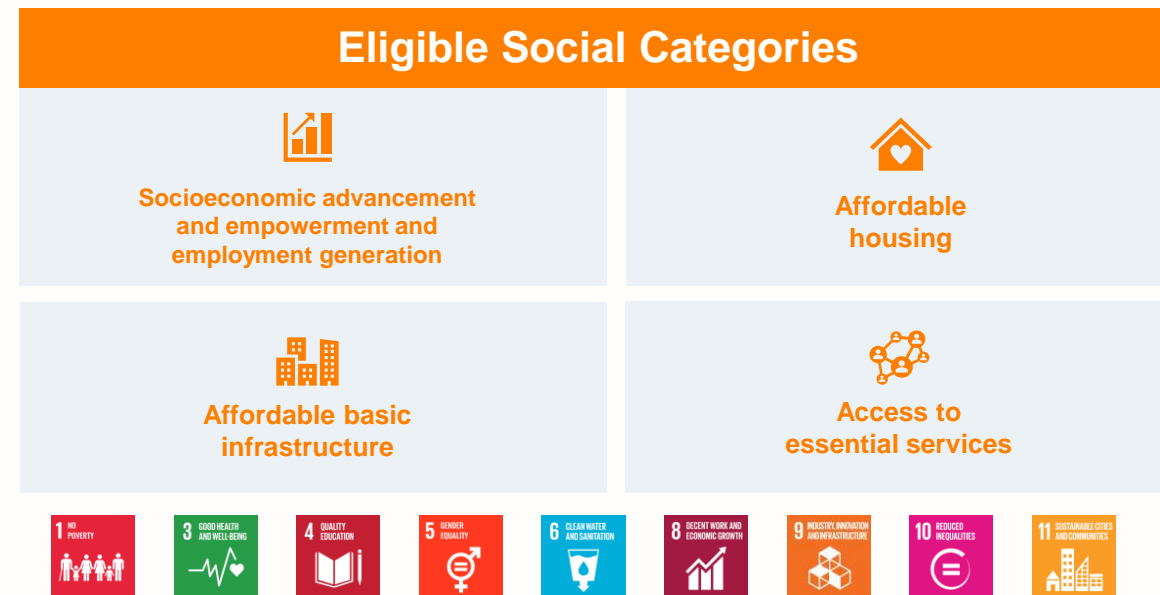 Eligible Social Categories
Socioeconomic advancement
and empowerment and
employment generation
Affordable
housing
Affordable basic
infrastructure
Access to
essential services
1 NO
POVERTY
3 GOOD HEALTH
AND WELL-BEING
4 QUALITY
EDUCATION
5 GENDER
EQUALITY
6 CLEAN WATER
AND SANITATION
8 DECENT WORK AND
ECONOMIC GROWTH
9 INDUSTRY, INNOVATION
AND INFRASTRUCTURE
10 REDUCED
INEQUALITIES
11 SUSTAINABLE CITIES
AND COMMUNITIES